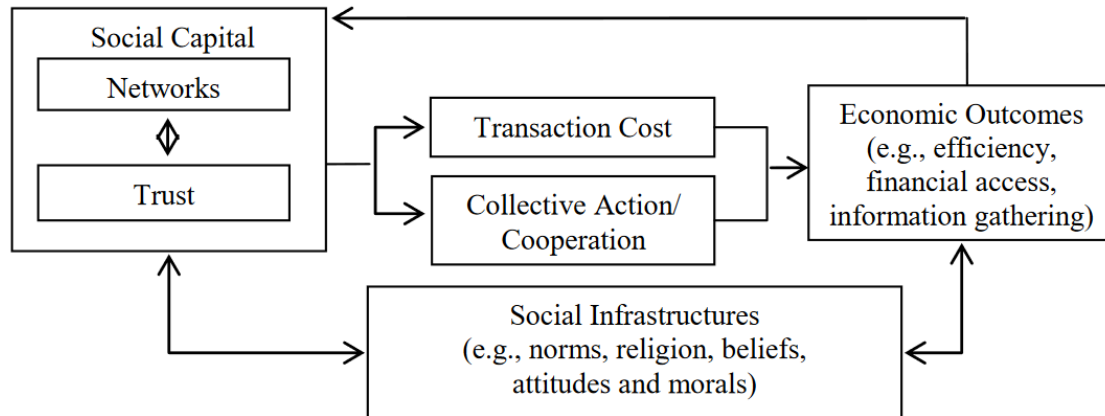 Social Capital
Networks
Trust
Transaction Cost
Collective Action/
Cooperation
Economic Outcomes
(e.g., efficiency,
financial access,
information gathering)
Social Infrastructures
(e.g., norms, religion, beliefs,
attitudes and morals)